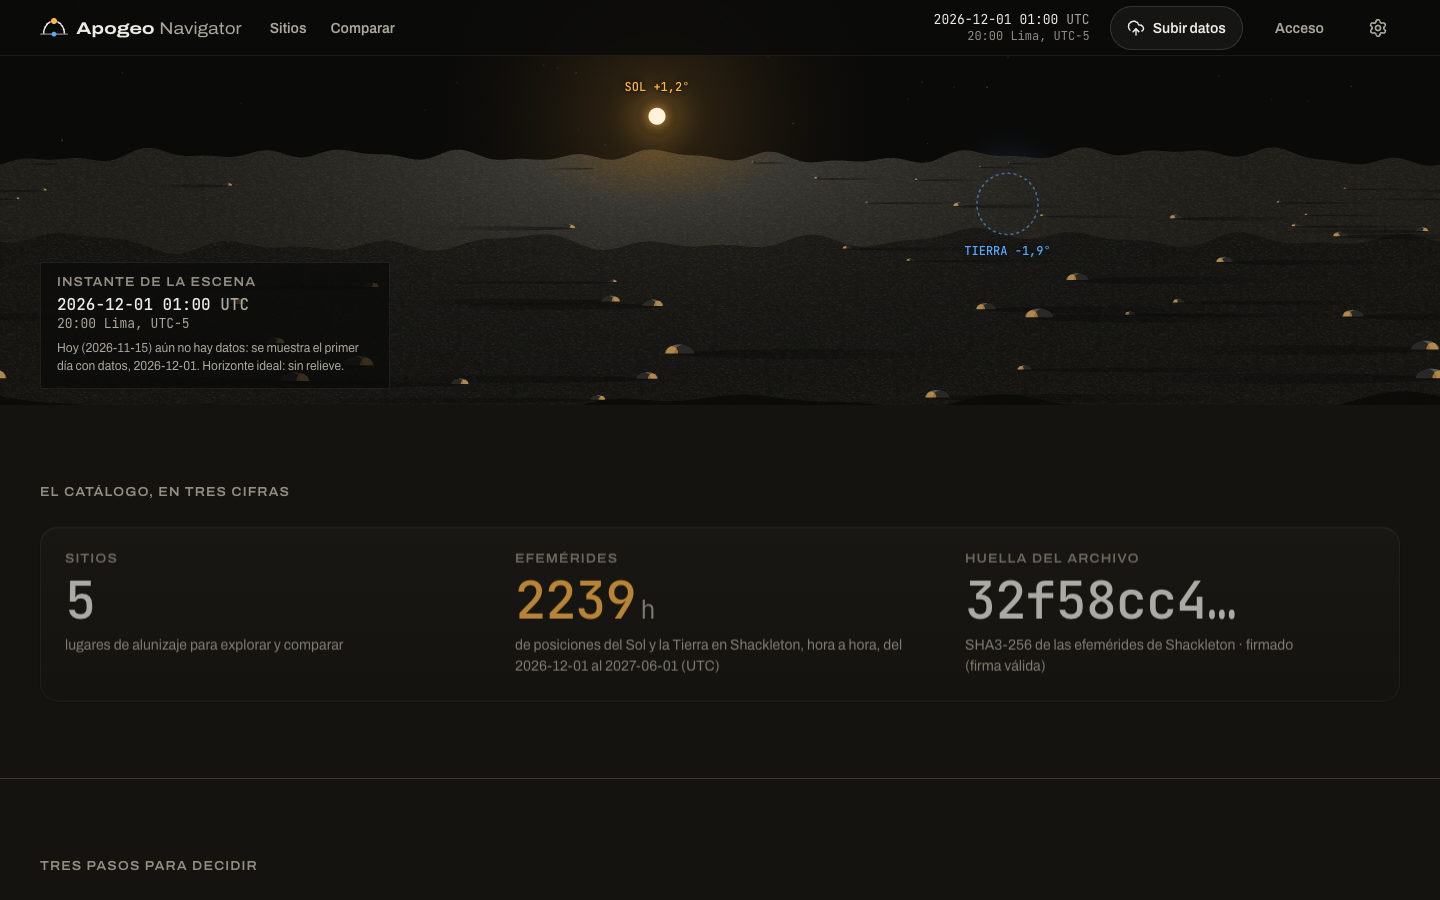 Apogeo Navigator
Sitios
Comparar
2026-12-01 01:00 UTC
20:00 Lima, UTC-5
Subir datos
Acceso
SOL +1,2°
TIERRA -1,9°
INSTANTE DE LA ESCENA
2026-12-01 01:00 UTC
20:00 Lima, UTC-5
Hoy (2026-11-15) aún no hay datos: se muestra el primer
día con datos, 2026-12-01. Horizonte ideal: sin relieve.
EL CATÁLOGO, EN TRES CIFRAS
SITIOS
5
lugares de alunizaje para explorar y comparar
EFEMÉRIDES
2239 h
de posiciones del Sol y la Tierra en Shackleton, hora a hora, del
2026-12-01 al 2027-06-01 (UTC)
HUELLA DEL ARCHIVO
32f58cc4…
SHA3-256 de las efemérides de Shackleton · firmado
(firma válida)
TRES PASOS PARA DECIDIR